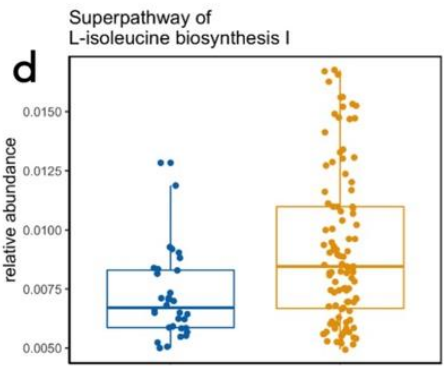 Superpathway of
L-isoleucine biosynthesis I
d
relative abundance
0.0150
0.0125
0.0100
0.0075
0.0050